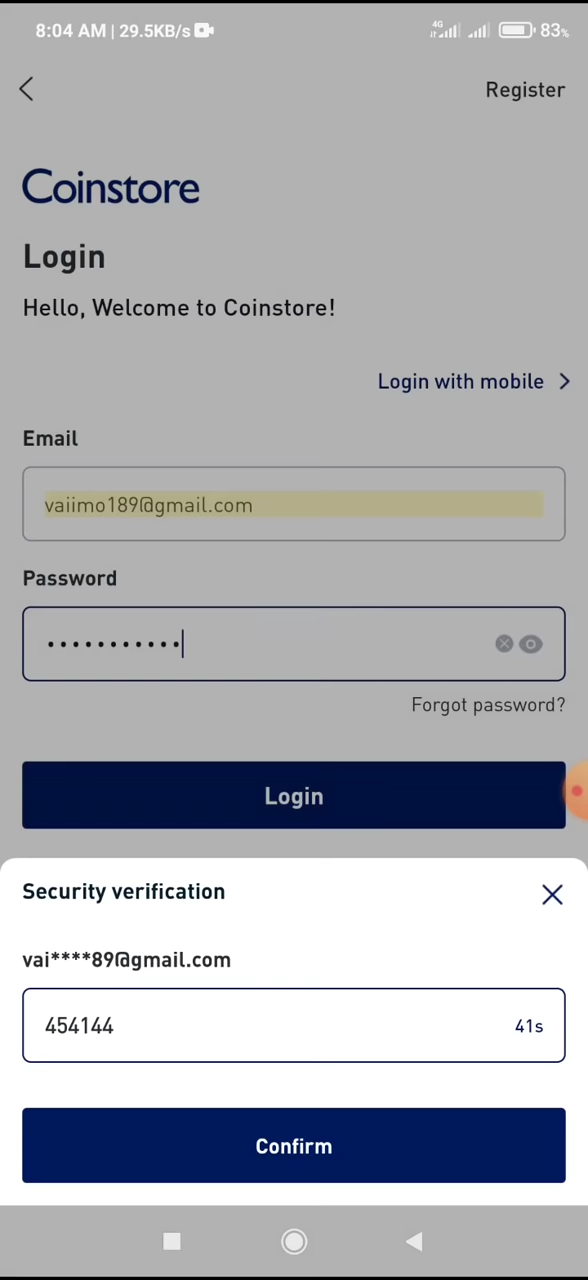 8:04 AM | 29.5KB/s 4G 83%
Register
Coinstore
Login
Hello, Welcome to Coinstore!
Login with mobile
Email
vaiimo189@gmail.com
Password
Forgot password?
Login
Security verification
vai****89@gmail.com
454144 41s
Confirm